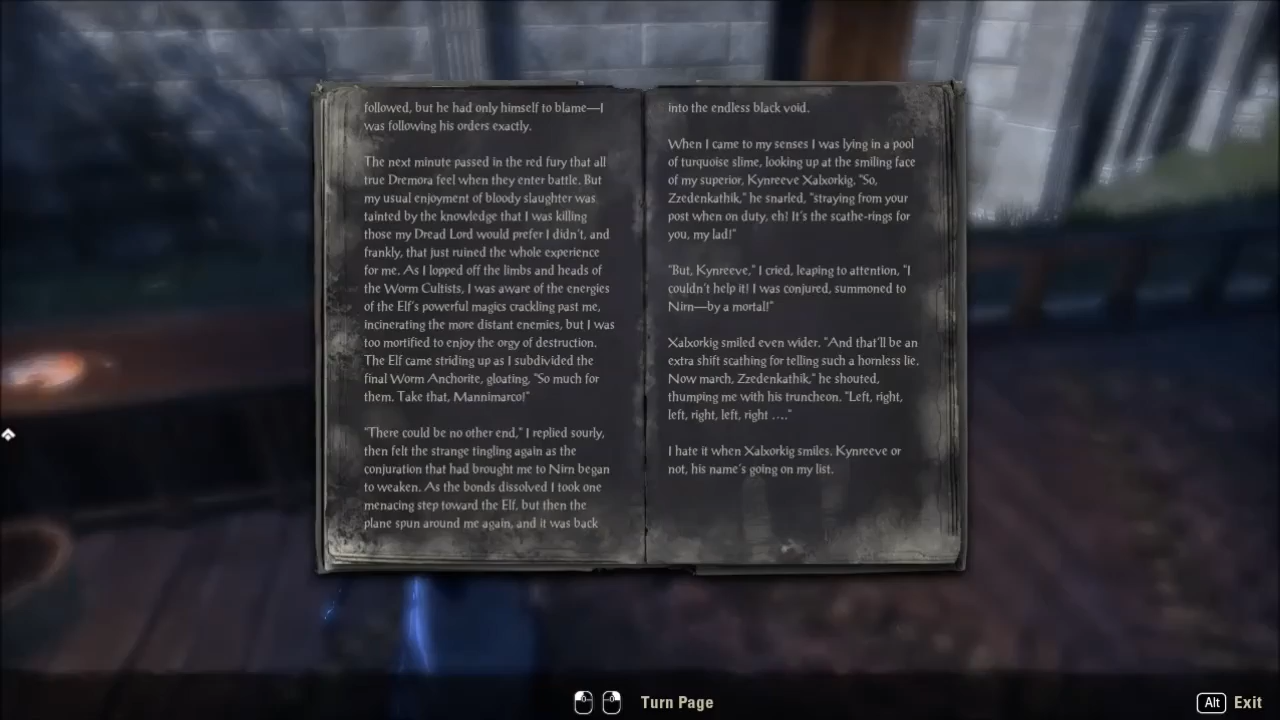 followed, but he had only himself to blame—I
was following his orders exactly.
The next minute passed in the red fury that all
true Dremora feel when they enter battle. But
my usual enjoyment of bloody slaughter was
tainted by the knowledge that I was killing
those my Dread Lord would prefer I didn't, and
frankly, that just ruined the whole experience
for me. As I lopped off the limbs and heads of
the Worm Cultists, I was aware of the energies
of the Elf's powerful magics crackling past me,
incinerating the more distant enemies, but I was
too mortified to enjoy the orgy of destruction.
The Elf came striding up as I subdivided the
final Worm Anchorite, gloating, "So much for
them. Take that, Mannimarco!"
"There could be no other end," I replied sourly,
then felt the strange tingling again as the
conjuration that had brought me to Nirn began
to weaken. As the bonds dissolved I took one
menacing step toward the Elf, but then the
plane spun around me again, and it was back
into the endless black void.
When I came to my senses I was lying in a pool
of turquoise slime, looking up at the smiling face
of my superior, Kynreeve Xalxorkig. "So,
Zzedenkathik," he snarled, "straying from your
post when on duty, eh! It's the scathe-rings for
you, my lad!"
"But, Kynreeve," I cried, leaping to attention, "I
couldn't help it! I was conjured, summoned to
Nirn—by a mortal!"
Xalxorkig smiled even wider. "And that'll be an
extra shift scathing for telling such a hornless lie.
Now march, Zzedenkathik," he shouted,
thumping me with his truncheon. "Left, right,
left, right, left, right …."
I hate it when Xalxorkig smiles. Kynreeve or
not, his name's going on my list.
Turn Page
Alt Exit